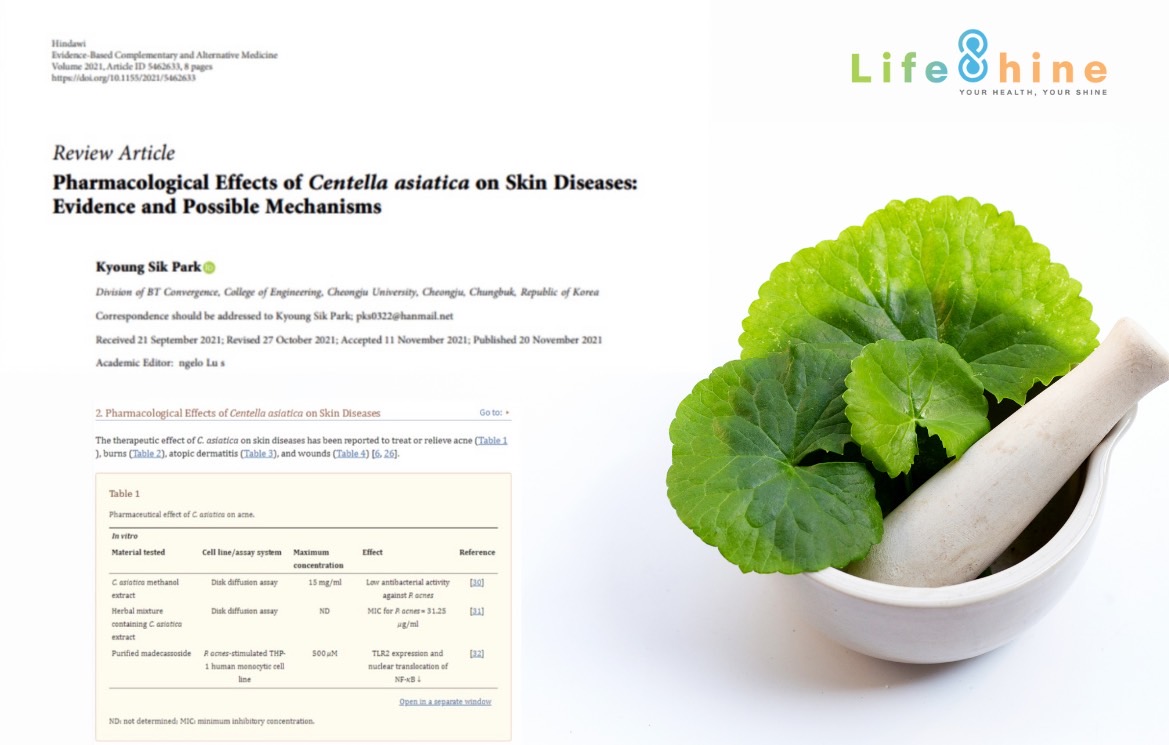 Hindawi
Evidence-Based Complementary and Alternative Medicine
Volume 2021, Article ID 5462633, 8 pages
https://doi.org/10.1155/2021/5462633
Life Shine
YOUR HEALTH, YOUR SHINE
Review Article
Pharmacological Effects of Centella asiatica on Skin Diseases:
Evidence and Possible Mechanisms
Kyoung Sik Park
Division of BT Convergence, College of Engineering, Cheongju University, Cheongju, Chungbuk, Republic of Korea
Correspondence should be addressed to Kyoung Sik Park; pks0322@hanmail.net
Received 21 September 2021; Revised 27 October 2021; Accepted 11 November 2021; Published 20 November 2021
Academic Editor: ngelo Lu s
2. Pharmacological Effects of Centella asiatica on Skin Diseases Go to:
The therapeutic effect of C. asiatica on skin diseases has been reported to treat or relieve acne (Table 1
), burns (Table 2), atopic dermatitis (Table 3), and wounds (Table 4) [6, 26].
Table 1
Pharmaceutical effect of C. asiatica on acne.
In vitro
Material tested Cell line/assay system Maximum Effect Reference
concentration
C. asiatica methanol Disk diffusion assay 15 mg/ml Low antibacterial activity [30]
extract against P. acnes
Herbal mixture Disk diffusion assay ND MIC for P. acnes = 31.25 [31]
containing C. asiatica μg/ml
extract
Purified madecassoside P. acnes-stimulated THP- 500 μM TLR2 expression and [32]
1 human monocytic cell nuclear translocation of
line NF-κB ↓
Open in a separate window
ND: not determined; MIC: minimum inhibitory concentration.